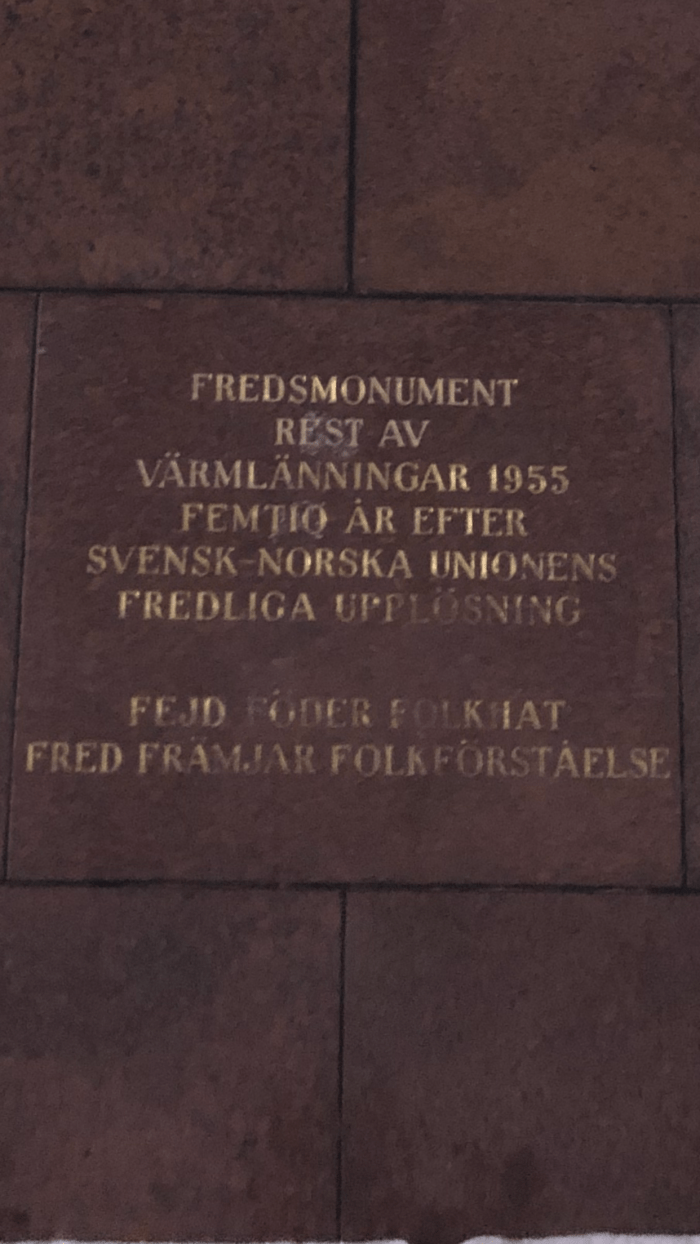 FREDSMONUMENT
REST AV
VÄRMLÄNNINGAR 1955
FEMTIO ÅR EFTER
SVENSK-NORSKA UNIONENS
FREDLIGA UPPLÖSNING
FEJD FÖDER FOLKHAT
FRED FRÄMJAR FOLKFÖRSTÅELSE